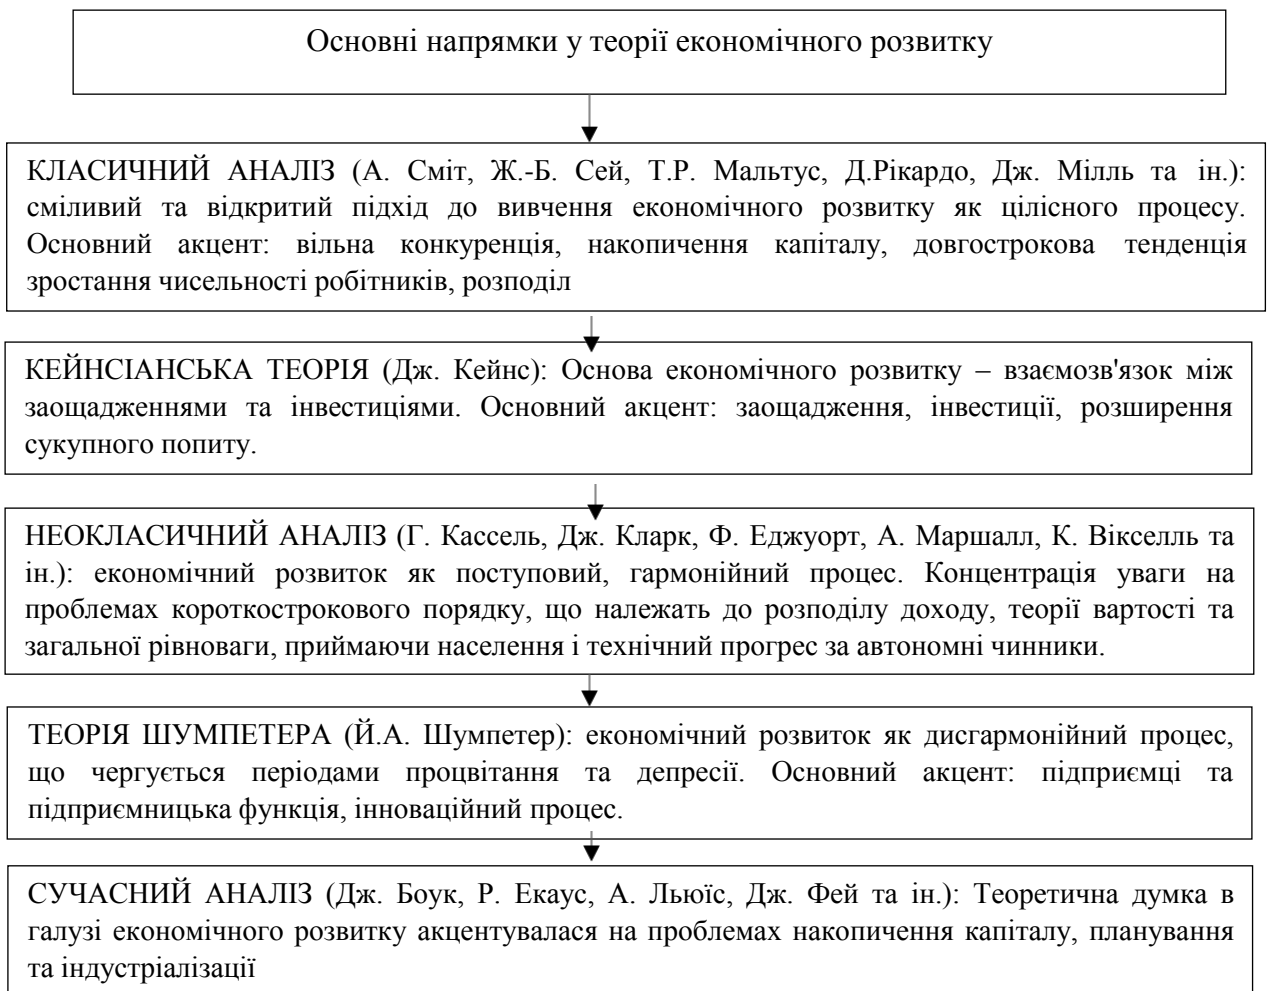 Основні напрямки у теорії економічного розвитку
КЛАСИЧНИЙ АНАЛІЗ (А. Сміт, Ж.-Б. Сей, Т.Р. Мальтус, Д.Рікардо, Дж. Мілль та ін.):
сміливий та відкритий підхід до вивчення економічного розвитку як цілісного процесу.
Основний акцент: вільна конкуренція, накопичення капіталу, довгострокова тенденція
зростання чисельності робітників, розподіл
КЕЙНСІАНСЬКА ТЕОРІЯ (Дж. Кейнс): Основа економічного розвитку – взаємозв'язок між
заощадженнями та інвестиціями. Основний акцент: заощадження, інвестиції, розширення
сукупного попиту.
НЕОКЛАСИЧНИЙ АНАЛІЗ (Г. Кассель, Дж. Кларк, Ф. Еджуорт, А. Маршалл, К. Вікселль та
ін.): економічний розвиток як поступовий, гармонійний процес. Концентрація уваги на
проблемах короткострокового порядку, що належать до розподілу доходу, теорії вартості та
загальної рівноваги, приймаючи населення і технічний прогрес за автономні чинники.
ТЕОРІЯ ШУМПЕТЕРА (Й.А. Шумпетер): економічний розвиток як дисгармонійний процес,
що чергується періодами процвітання та депресії. Основний акцент: підприємці та
підприємницька функція, інноваційний процес.
СУЧАСНИЙ АНАЛІЗ (Дж. Боук, Р. Екаус, А. Льюїс, Дж. Фей та ін.): Теоретична думка в
галузі економічного розвитку акцентувалася на проблемах накопичення капіталу, планування
та індустріалізації